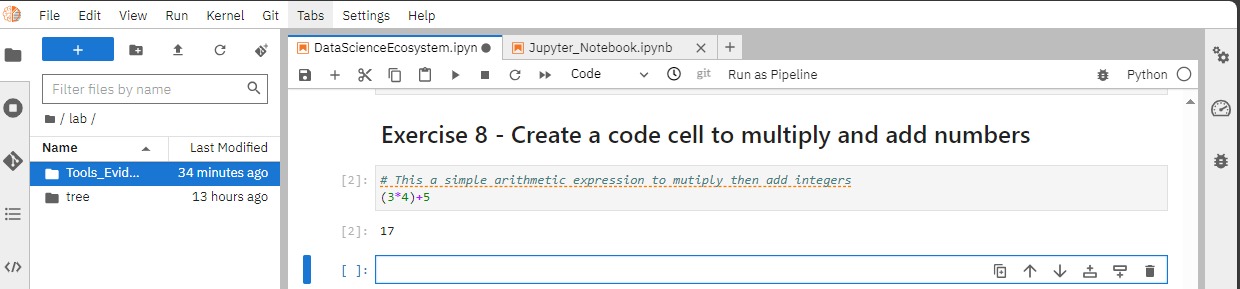 File Edit View Run Kernel Git Tabs Settings Help
Filter files by name
/ lab /
Name Last Modified
Tools_Evid... 34 minutes ago
tree 13 hours ago
DataScienceEcosystem.ipyn Jupyter_Notebook.ipynb
Code git Run as Pipeline Python
Exercise 8 - Create a code cell to multiply and add numbers
[2]: # This a simple arithmetic expression to mutiply then add integers
(3*4)+5
[2]: 17
[ ]: